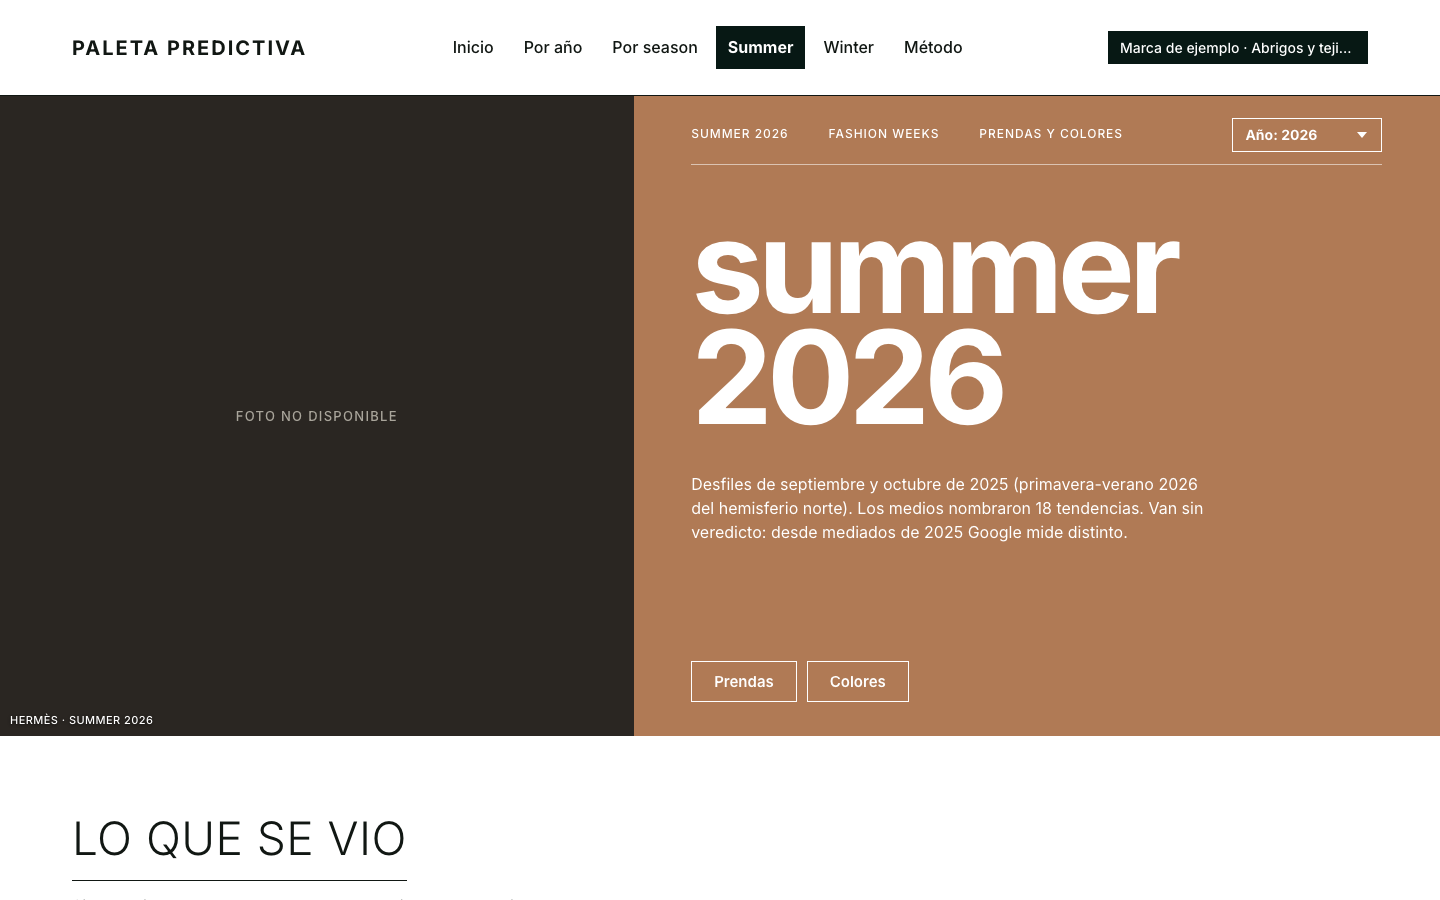 PALETA PREDICTIVA
Inicio
Por año
Por season
Summer
Winter
Método
Marca de ejemplo · Abrigos y teji…
SUMMER 2026
FASHION WEEKS
PRENDAS Y COLORES
Año: 2026
summer
2026
FOTO NO DISPONIBLE
Desfiles de septiembre y octubre de 2025 (primavera-verano 2026
del hemisferio norte). Los medios nombraron 18 tendencias. Van sin
veredicto: desde mediados de 2025 Google mide distinto.
Prendas
Colores
HERMÈS · SUMMER 2026
LO QUE SE VIO